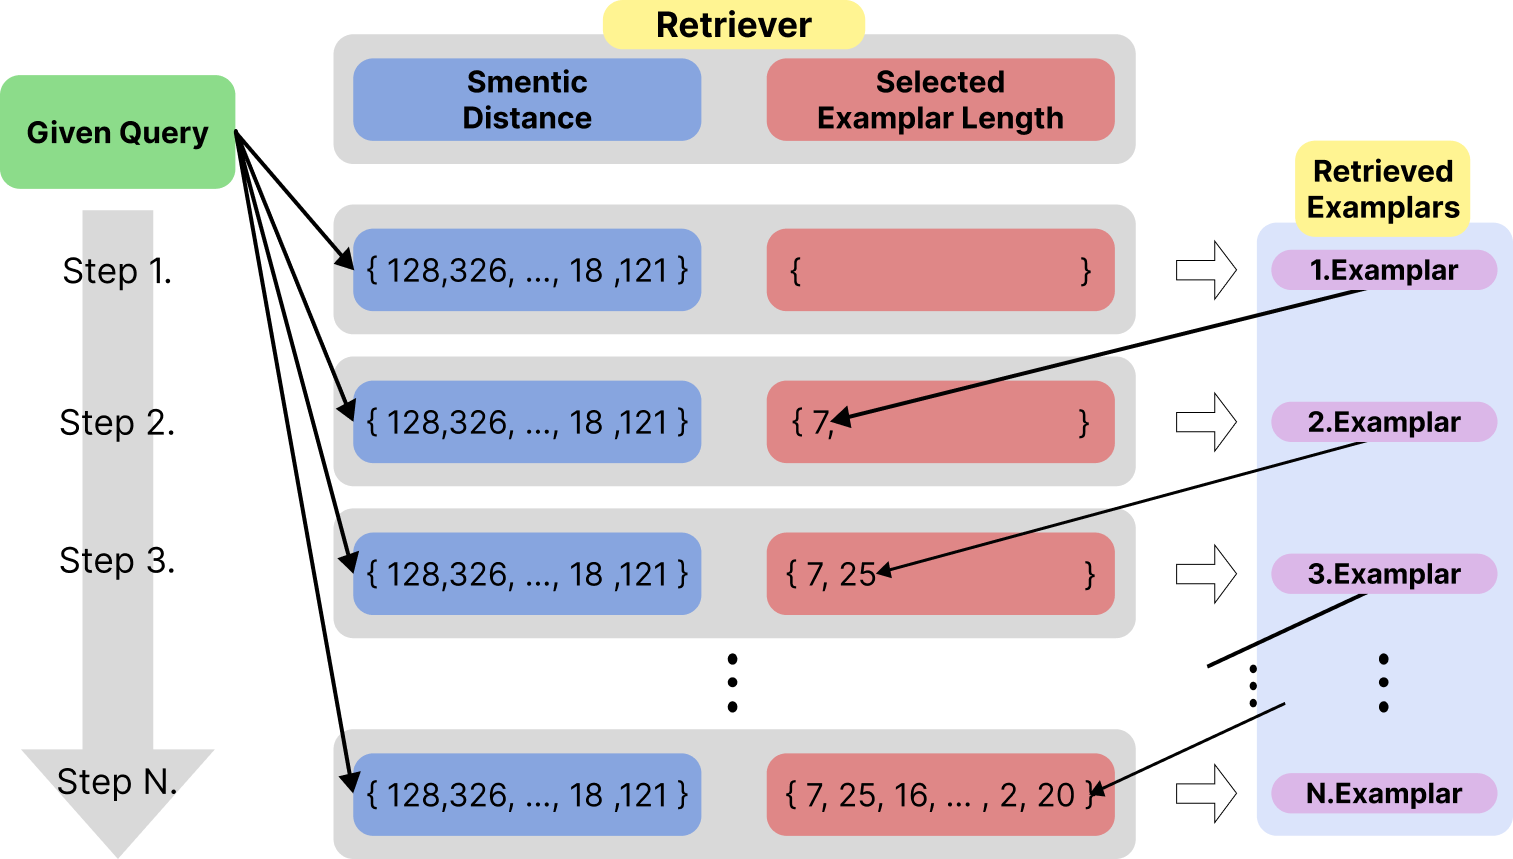 Retriever
Smentic
Distance
Selected
Examplar Length
Given Query
Retrieved
Examplars
Step 1.
{ 128,326, ..., 18 ,121 }
{ }
1.Examplar
Step 2.
{ 128,326, ..., 18 ,121 }
{ 7, }
2.Examplar
Step 3.
{ 128,326, ..., 18 ,121 }
{ 7, 25 }
3.Examplar
Step N.
{ 128,326, ..., 18 ,121 }
{ 7, 25, 16, ... , 2, 20 }
N.Examplar